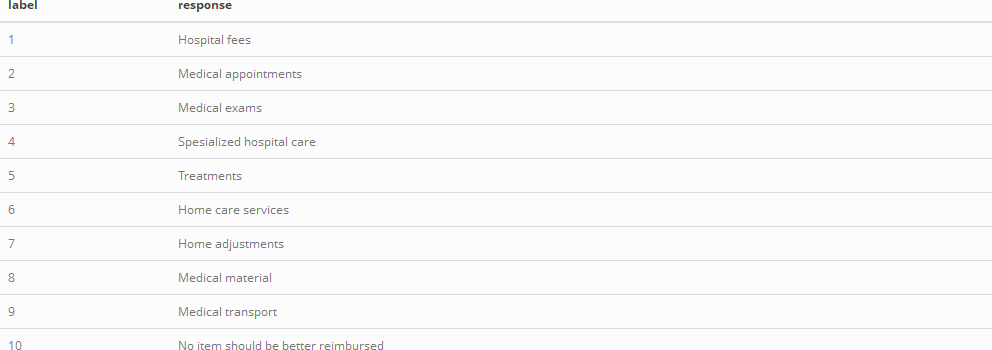 label response
1 Hospital fees
2 Medical appointments
3 Medical exams
4 Spesialized hospital care
5 Treatments
6 Home care services
7 Home adjustments
8 Medical material
9 Medical transport
10 No item should be better reimbursed